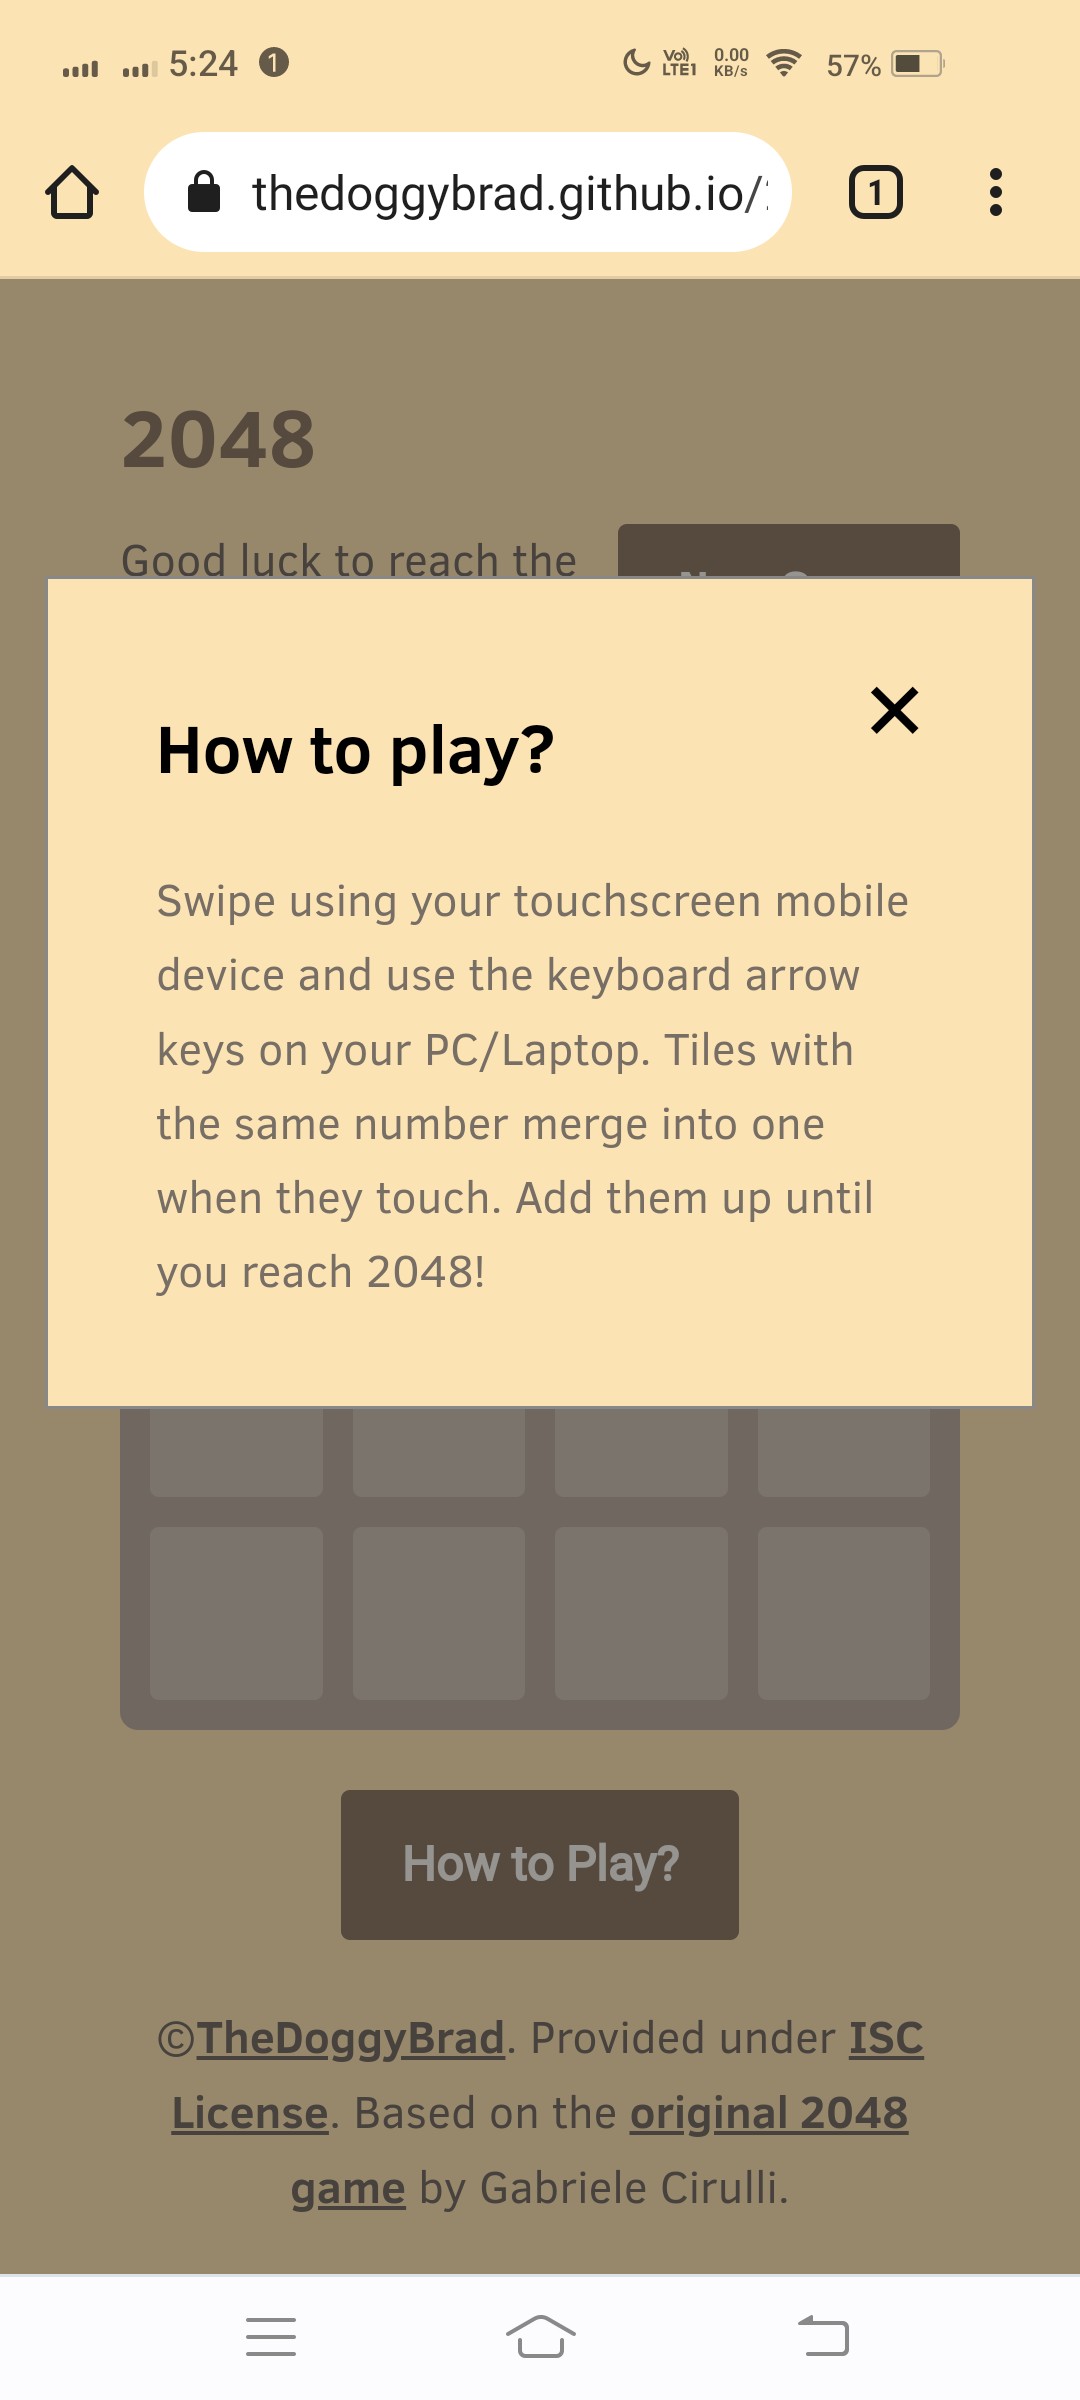 5:24 1 Vo LTE1 0.00 KB/s 57%
thedoggybrad.github.io/ 1
2048
Good luck to reach the
How to play?
Swipe using your touchscreen mobile
device and use the keyboard arrow
keys on your PC/Laptop. Tiles with
the same number merge into one
when they touch. Add them up until
you reach 2048!
How to Play?
©TheDoggyBrad. Provided under ISC
License. Based on the original 2048
game by Gabriele Cirulli.